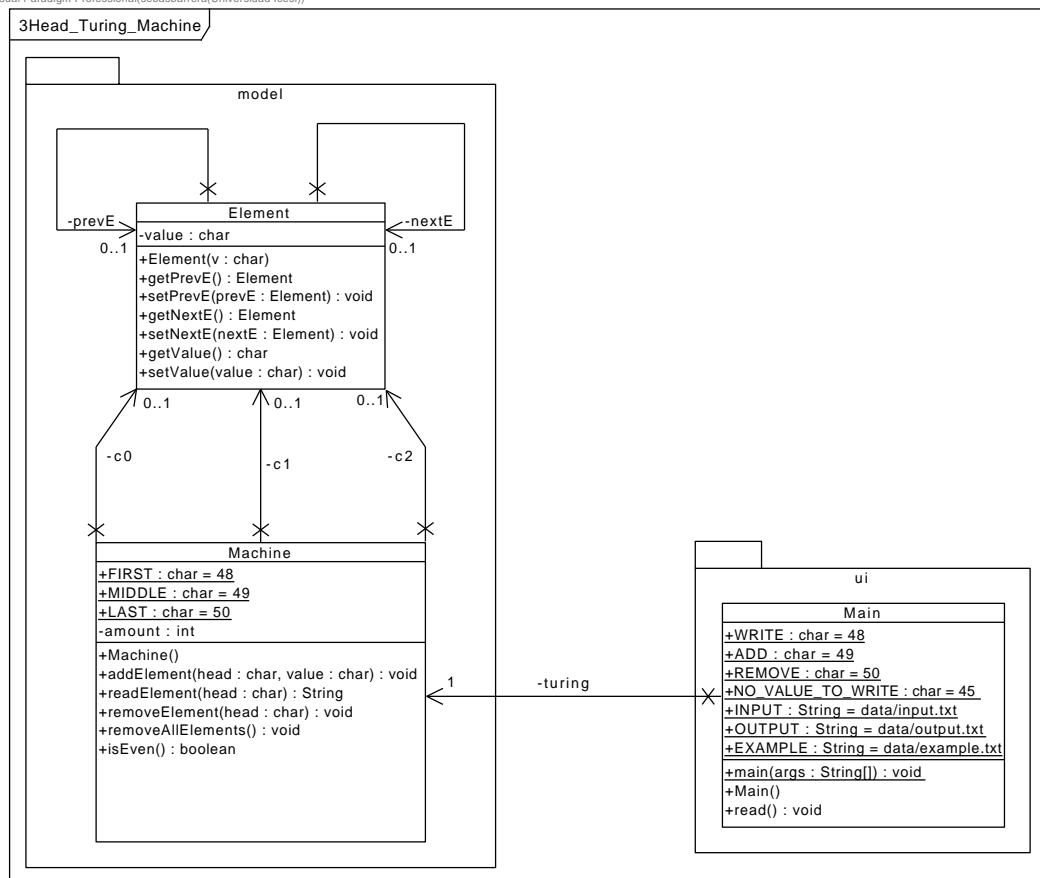 3Head_Turing_Machine
model
-prevE
-nextE
0..1
0..1
Element
-value : char
+Element(v : char)
+getPrevE() : Element
+setPrevE(prevE : Element) : void
+getNextE() : Element
+setNextE(nextE : Element) : void
+getValue() : char
+setValue(value : char) : void
0..1
0..1
0..1
-c0
-c1
-c2
Machine
+FIRST : char = 48
+MIDDLE : char = 49
+LAST : char = 50
-amount : int
+Machine()
+addElement(head : char, value : char) : void
+readElement(head : char) : String
+removeElement(head : char) : void
+removeAllElements() : void
+isEven() : boolean
1
-turing
ui
Main
+WRITE : char = 48
+ADD : char = 49
+REMOVE : char = 50
+NO_VALUE_TO_WRITE : char = 45
+INPUT : String = data/input.txt
+OUTPUT : String = data/output.txt
+EXAMPLE : String = data/example.txt
+main(args : String[]) : void
+Main()
+read() : void